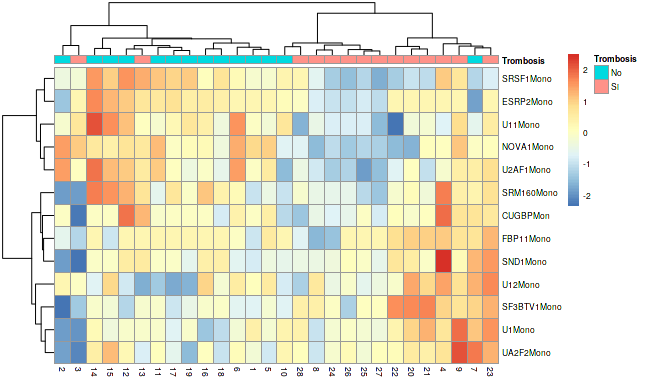 Trombosis
SRSF1Mono
ESRP2Mono
U11Mono
NOVA1Mono
U2AF1Mono
SRM160Mono
CUGBPMon
FBP11Mono
SND1Mono
U12Mono
SF3BTV1Mono
U1Mono
UA2F2Mono
2 3 14 15 12 13 11 17 19 16 18 6 1 5 10 28 8 24 26 25 27 22 20 21 4 9 7 23
2
1
0
-1
-2
Trombosis
No
SI